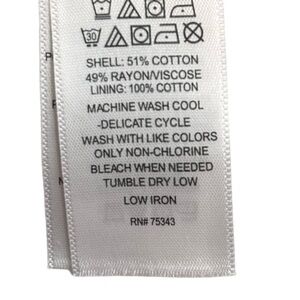 30
SHELL: 51% COTTON
49% RAYON/VISCOSE
LINING: 100% COTTON
MACHINE WASH COOL
-DELICATE CYCLE
WASH WITH LIKE COLORS
ONLY NON-CHLORINE
BLEACH WHEN NEEDED
TUMBLE DRY LOW
LOW IRON
RN# 75343